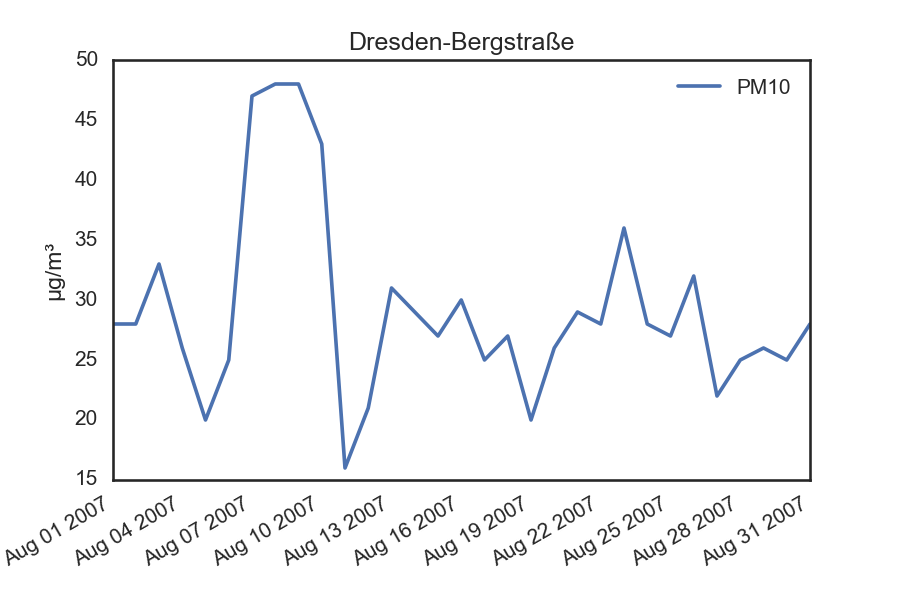 Dresden-Bergstraße
PM10
µg/m³
50
45
40
35
30
25
20
15
Aug 01 2007
Aug 04 2007
Aug 07 2007
Aug 10 2007
Aug 13 2007
Aug 16 2007
Aug 19 2007
Aug 22 2007
Aug 25 2007
Aug 28 2007
Aug 31 2007